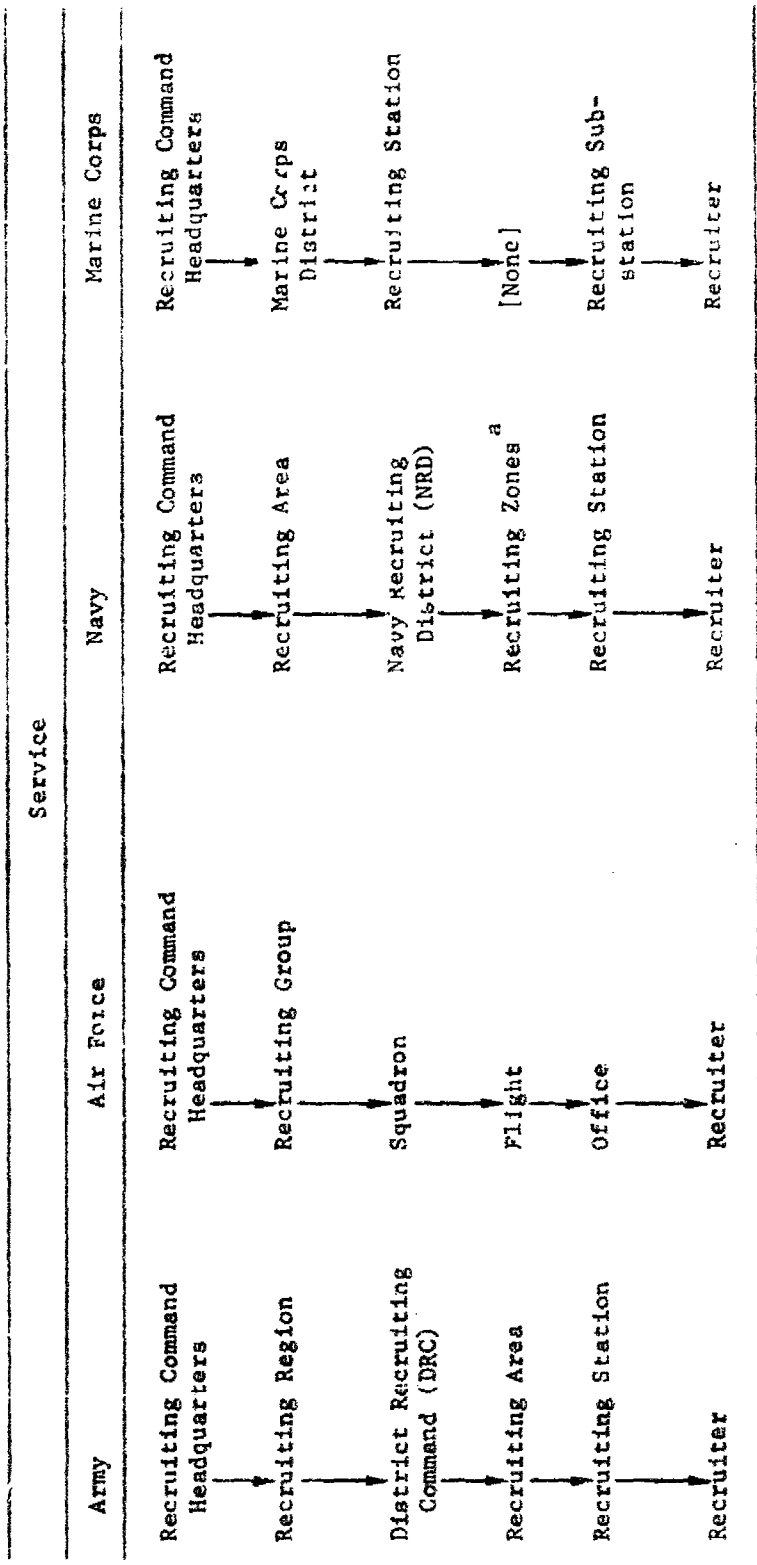 Service
Army Air Force Navy Marine Corps
Recruiting Command Recruiting Command Recruiting Command Recruiting Command
Headquarters Headquarters Headquarters Headquarters
Recruiting Region Recruiting Group Recruiting Area Marine Corps
District
District Recruiting Squadron Navy Recruiting Recruiting Station
Command (DRC) District (NRD)
Recruiting Area Flight Recruiting Zones a [None]
Recruiting Station Office Recruiting Station Recruiting Sub-
station
Recruiter Recruiter Recruiter Recruiter